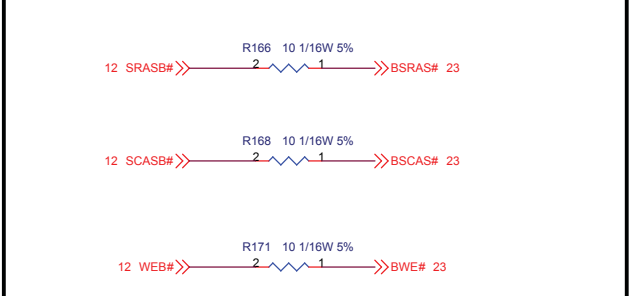 R166 10 1/16W 5%
12 SRASB# 2 1 BSRAS# 23
R168 10 1/16W 5%
12 SCASB# 2 1 BSCAS# 23
R171 10 1/16W 5%
12 WEB# 2 1 BWE# 23